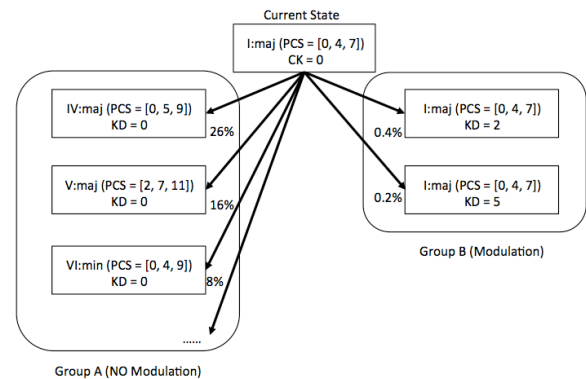 Current State
I:maj (PCS = [0, 4, 7])
CK = 0
IV:maj (PCS = [0, 5, 9])
KD = 0
26%
V:maj (PCS = [2, 7, 11])
KD = 0
16%
VI:min (PCS = [0, 4, 9])
KD = 0
8%
......
Group A (NO Modulation)
I:maj (PCS = [0, 4, 7])
KD = 2
0.4%
I:maj (PCS = [0, 4, 7])
KD = 5
0.2%
Group B (Modulation)